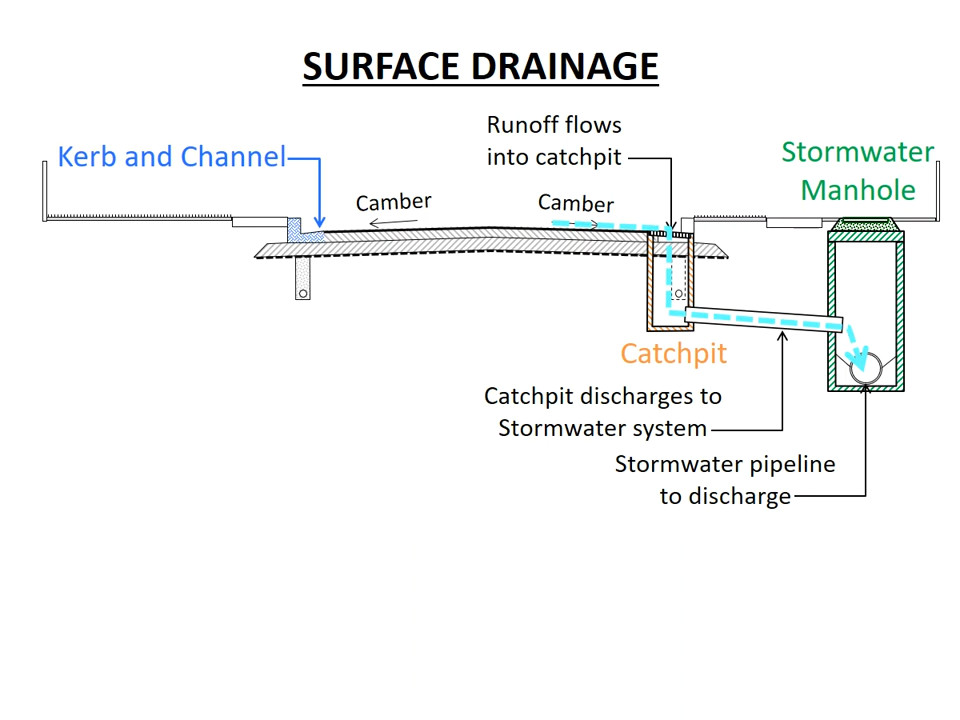 SURFACE DRAINAGE
Runoff flows
into catchpit
Kerb and Channel
Stormwater
Manhole
Camber
Camber
Catchpit
Catchpit discharges to
Stormwater system
Stormwater pipeline
to discharge